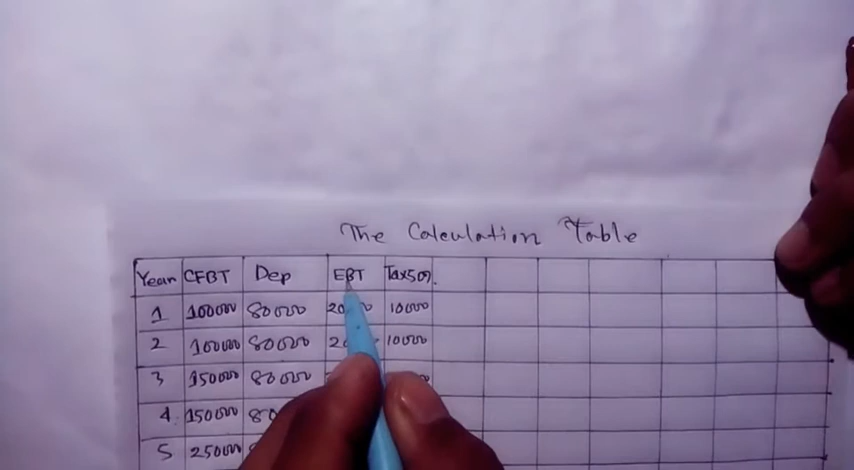 The Calculation Table
Year CFBT Dep EBT Tax50%.
1 100000 80000 10000
2 100000 80000 10000
3 150000 80000
4 150000
5 250000